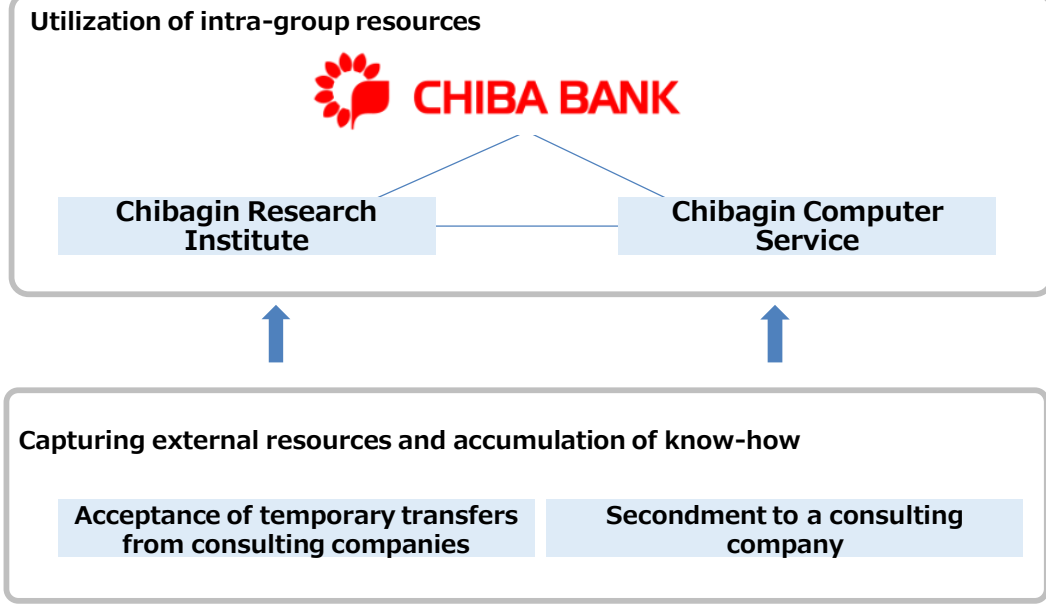 Utilization of intra-group resources
CHIBA BANK
Chibagin Research
Institute
Chibagin Computer
Service
Capturing external resources and accumulation of know-how
Acceptance of temporary transfers
from consulting companies
Secondment to a consulting
company